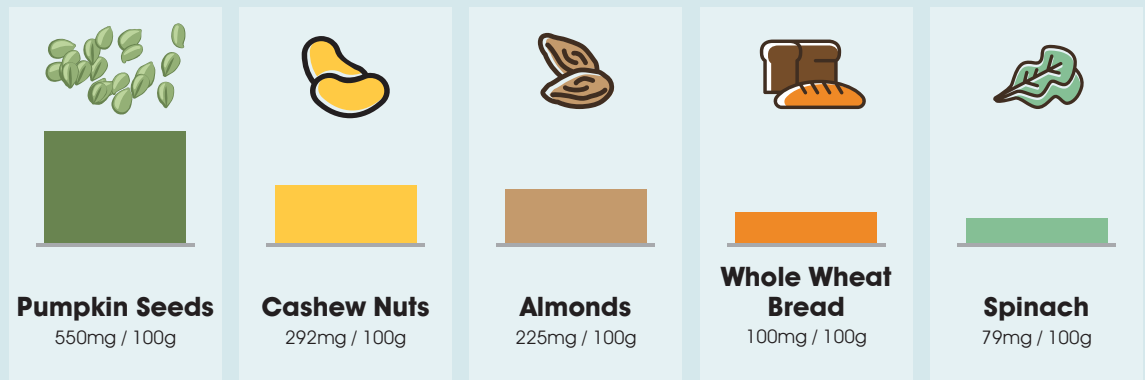 Pumpkin Seeds
550mg / 100g
Cashew Nuts
292mg / 100g
Almonds
225mg / 100g
Whole Wheat
Bread
100mg / 100g
Spinach
79mg / 100g